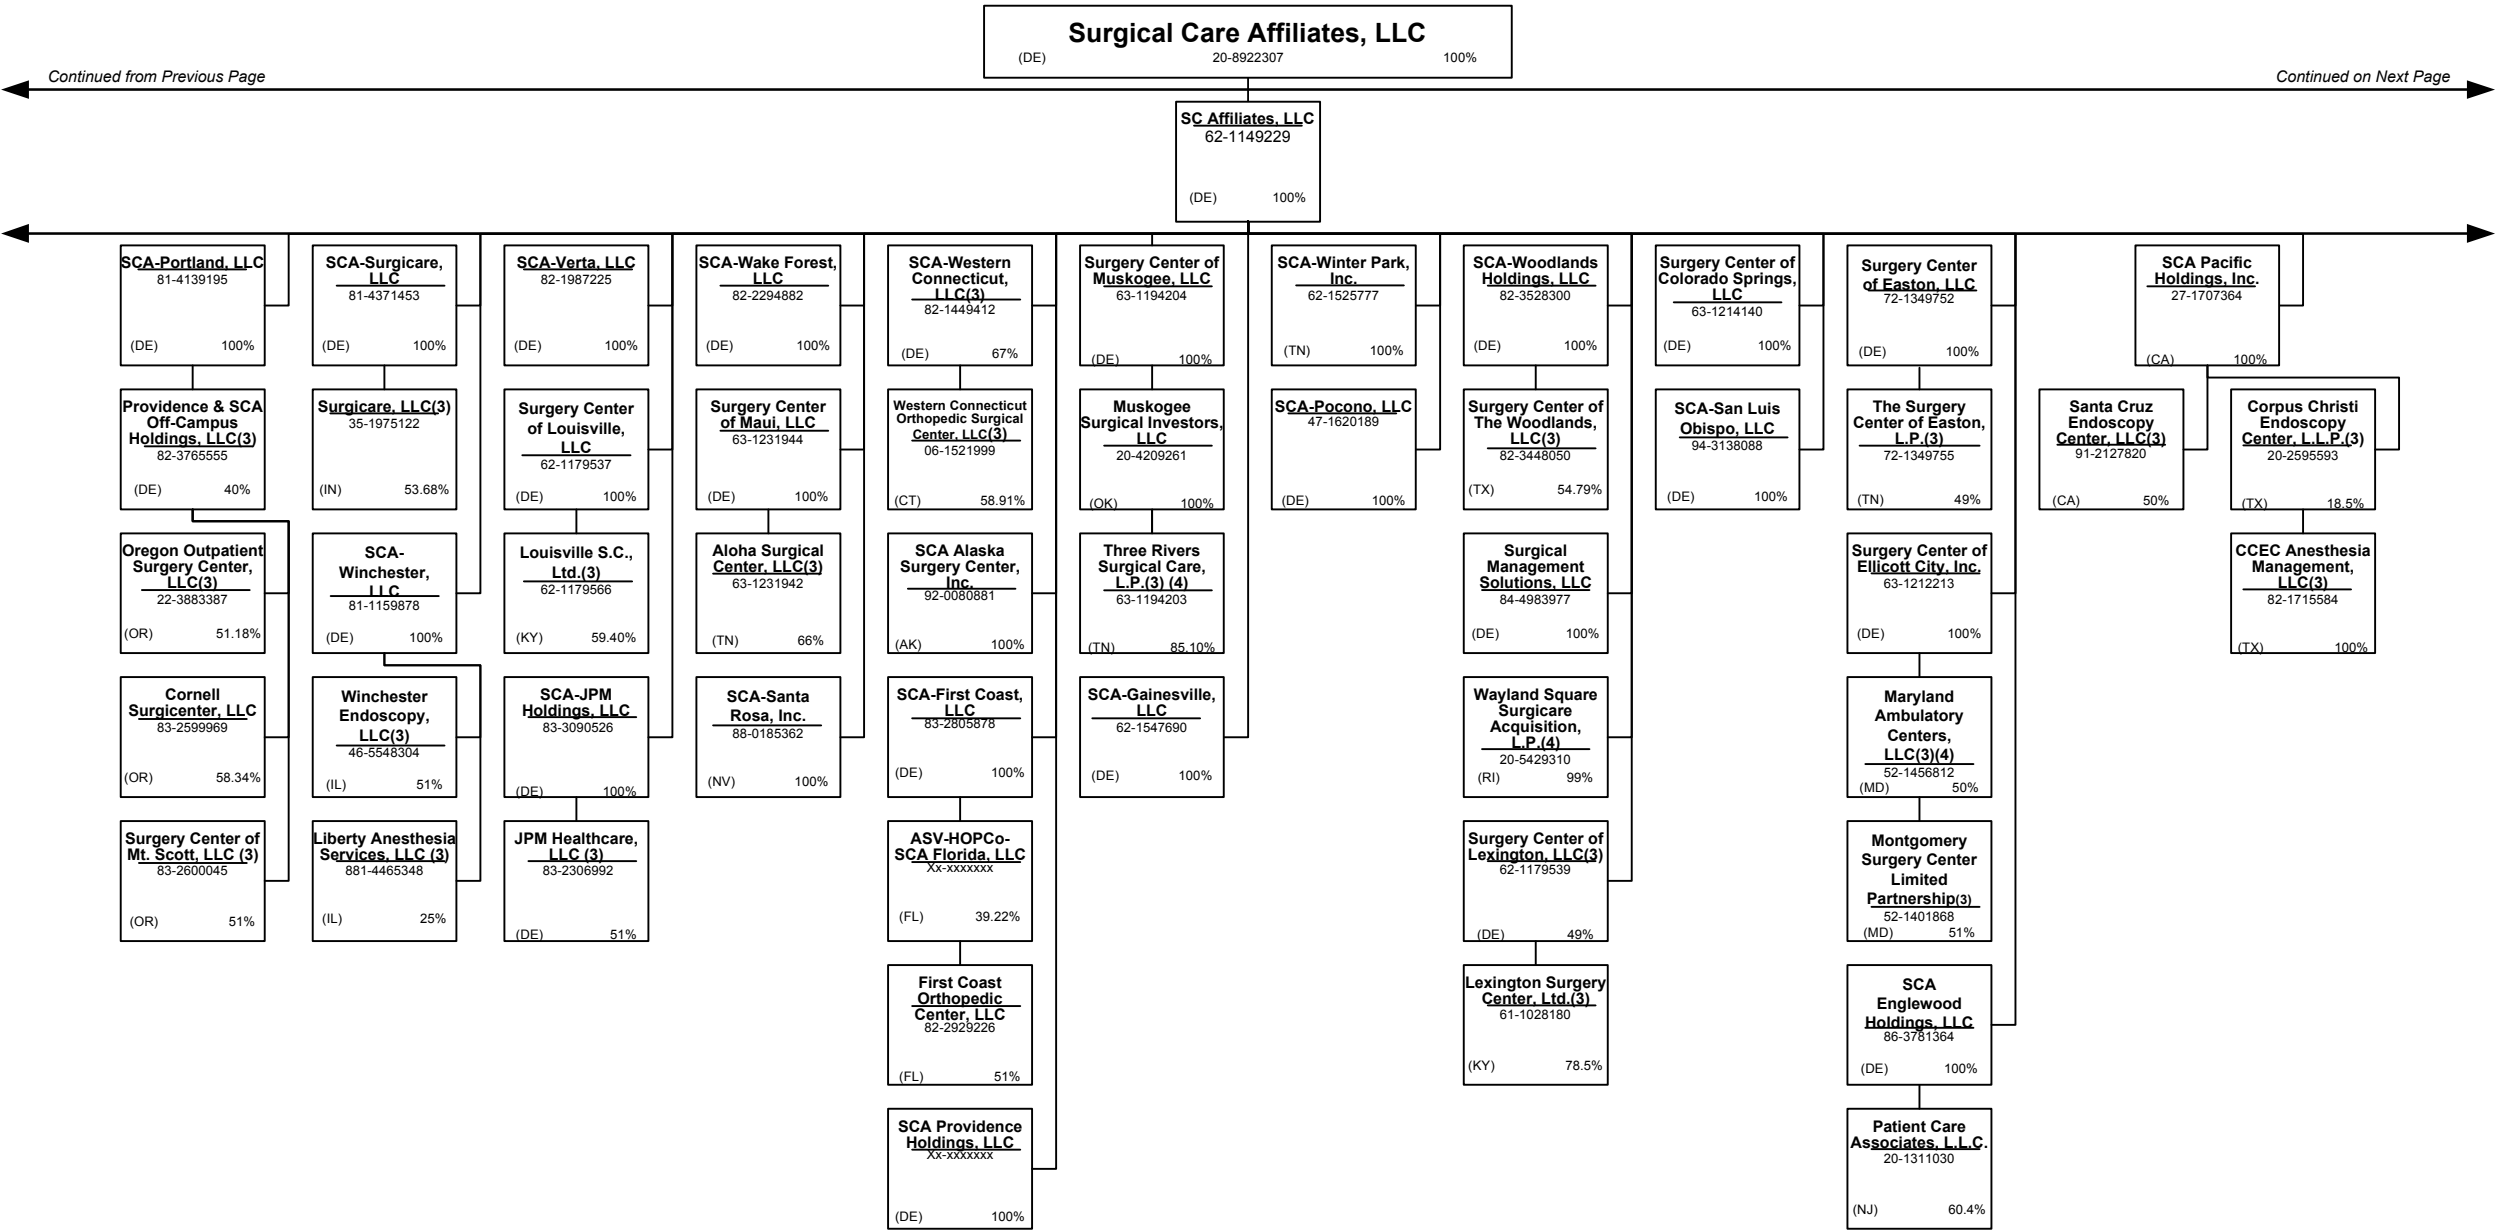 Surgical Care Affiliates, LLC
(DE) 20-8922307 100%
Continued from Previous Page
Continued on Next Page
SC Affiliates, LLC
62-1149229
(DE) 100%
SCA-Portland, LLC
81-4139195
(DE) 100%
Providence & SCA
Off-Campus
Holdings, LLC(3)
82-3765555
(DE) 40%
Oregon Outpatient
Surgery Center,
LLC(3)
22-3883387
(OR) 51.18%
Cornell
Surgicenter, LLC
83-2599969
(OR) 58.34%
Surgery Center of
Mt. Scott, LLC (3)
83-2600045
(OR) 51%
SCA-Surgicare,
LLC
81-4371453
(DE) 100%
Surgicare, LLC(3)
35-1975122
(IN) 53.68%
SCA-
Winchester,
LLC
81-1159878
(DE) 100%
Winchester
Endoscopy,
LLC(3)
46-5548304
(IL) 51%
Liberty Anesthesia
Services, LLC (3)
881-4465348
(IL) 25%
SCA-Verta, LLC
82-1987225
(DE) 100%
Surgery Center
of Louisville,
LLC
62-1179537
(DE) 100%
Louisville S.C.,
Ltd.(3)
62-1179566
(KY) 59.40%
SCA-JPM
Holdings, LLC
83-3090526
(DE) 100%
JPM Healthcare,
LLC (3)
83-2306992
(DE) 51%
SCA-Wake Forest,
LLC
82-2294882
(DE) 100%
Surgery Center
of Maui, LLC
63-1231944
(DE) 100%
Aloha Surgical
Center, LLC(3)
63-1231942
(TN) 66%
SCA-Santa
Rosa, Inc.
88-0185362
(NV) 100%
SCA-Western
Connecticut,
LLC(3)
82-1449412
(DE) 67%
Western Connecticut
Orthopedic Surgical
Center, LLC(3)
06-1521999
(CT) 58.91%
SCA Alaska
Surgery Center,
Inc.
92-0080881
(AK) 100%
SCA-First Coast,
LLC
83-2805878
(DE) 100%
ASV-HOPCo-
SCA Florida, LLC
Xx-xxxxxxx
(FL) 39.22%
First Coast
Orthopedic
Center, LLC
82-2929226
(FL) 51%
SCA Providence
Holdings, LLC
Xx-xxxxxxx
(DE) 100%
Surgery Center of
Muskogee, LLC
63-1194204
(DE) 100%
Muskogee
Surgical Investors,
LLC
20-4209261
(OK) 100%
Three Rivers
Surgical Care,
L.P.(3) (4)
63-1194203
(TN) 85.10%
SCA-Gainesville,
LLC
62-1547690
(DE) 100%
SCA-Winter Park,
Inc.
62-1525777
(TN) 100%
SCA-Pocono, LLC
47-1620189
(DE) 100%
SCA-Woodlands
Holdings, LLC
82-3528300
(DE) 100%
Surgery Center of
The Woodlands,
LLC(3)
82-3448050
(TX) 54.79%
Surgical
Management
Solutions, LLC
84-4983977
(DE) 100%
Wayland Square
Surgicare
Acquisition,
L.P.(4)
20-5429310
(RI) 99%
Surgery Center of
Lexington, LLC(3)
62-1179539
(DE) 49%
Lexington Surgery
Center, Ltd.(3)
61-1028180
(KY) 78.5%
Surgery Center of
Colorado Springs,
LLC
63-1214140
(DE) 100%
SCA-San Luis
Obispo, LLC
94-3138088
(DE) 100%
Surgery Center
of Easton, LLC
72-1349752
(DE) 100%
The Surgery
Center of Easton,
L.P.(3)
72-1349755
(TN) 49%
Surgery Center of
Ellicott City, Inc.
63-1212213
(DE) 100%
Maryland
Ambulatory
Centers,
LLC(3)(4)
52-1456812
(MD) 50%
Montgomery
Surgery Center
Limited
Partnership(3)
52-1401868
(MD) 51%
SCA
Englewood
Holdings, LLC
86-3781364
(DE) 100%
Patient Care
Associates, L.L.C.
20-1311030
(NJ) 60.4%
SCA Pacific
Holdings, Inc.
27-1707364
(CA) 100%
Santa Cruz
Endoscopy
Center, LLC(3)
91-2127820
(CA) 50%
Corpus Christi
Endoscopy
Center, L.L.P.(3)
20-2595593
(TX) 18.5%
CCEC Anesthesia
Management,
LLC(3)
82-1715584
(TX) 100%